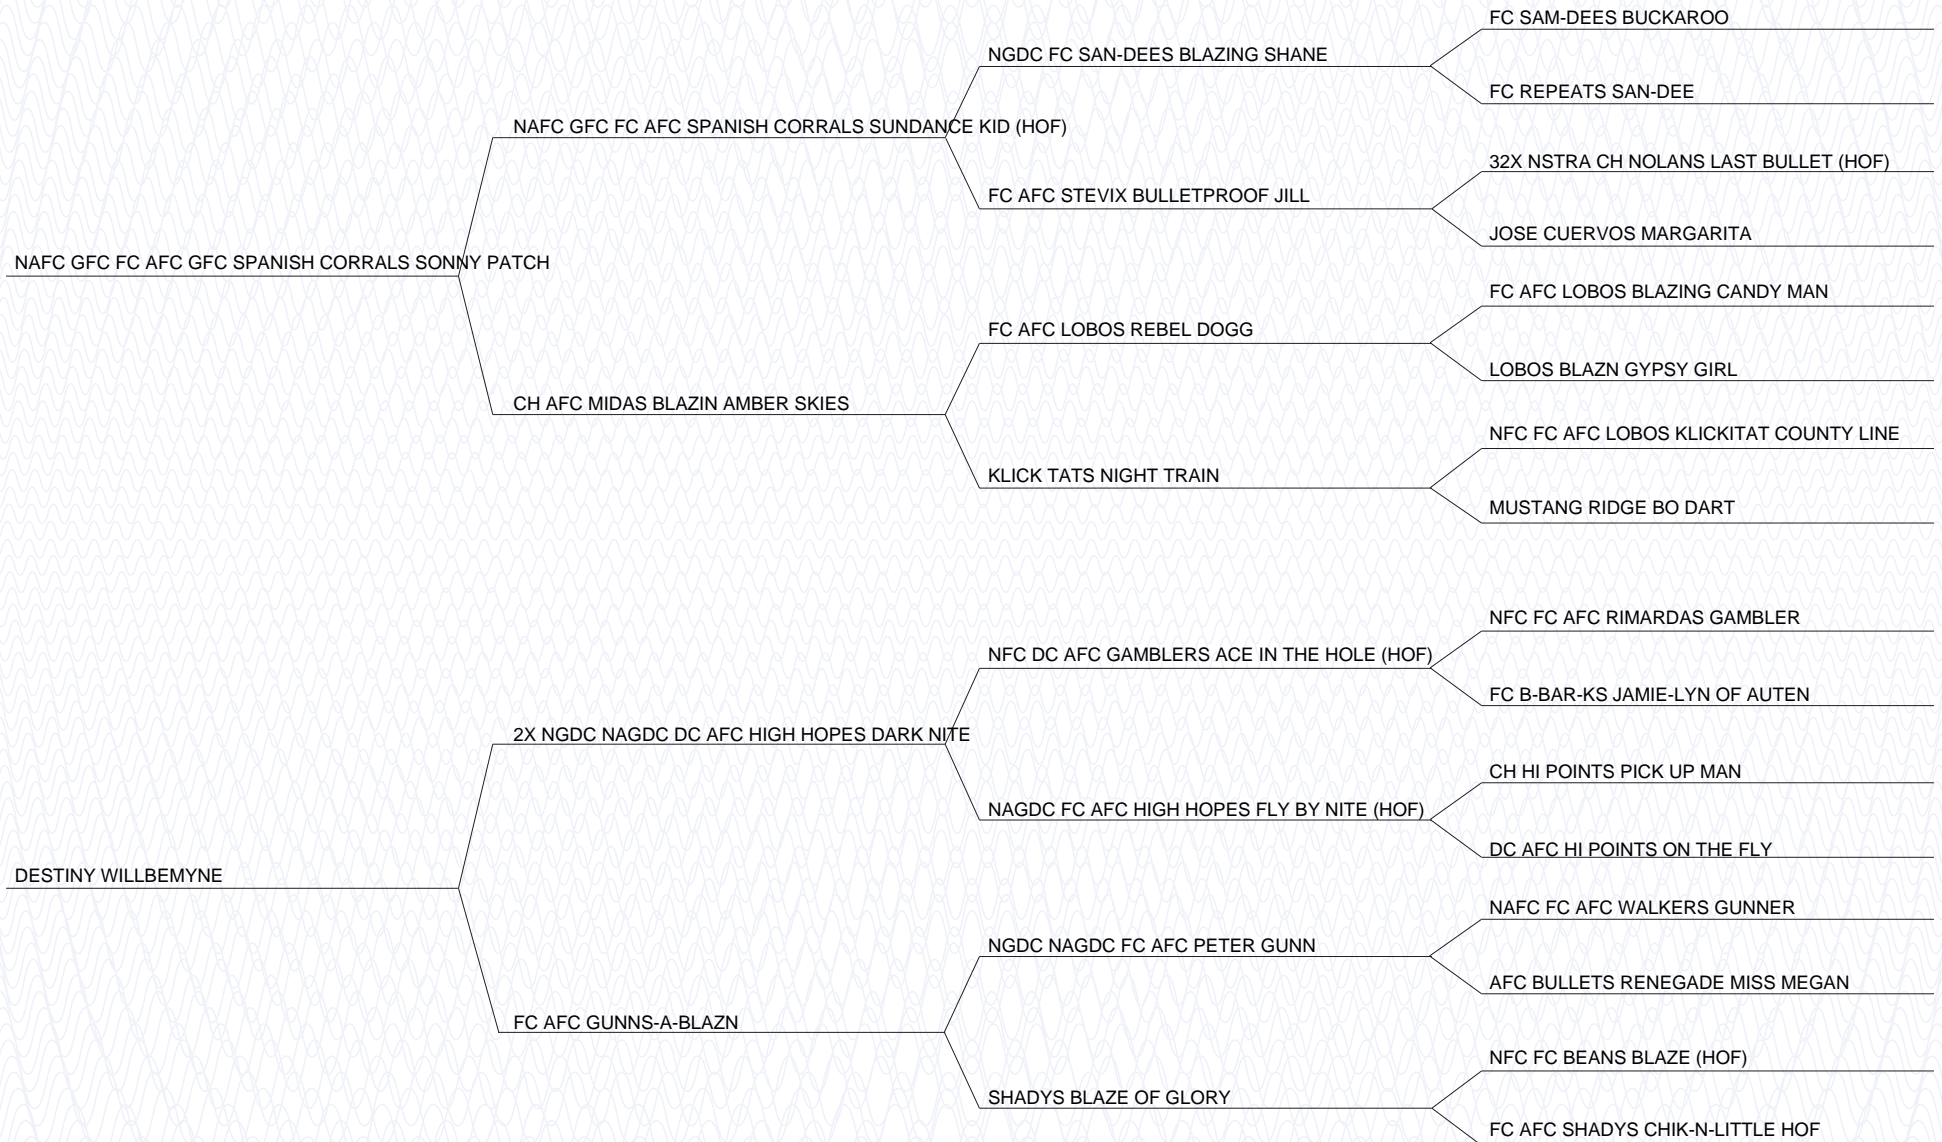 FC SAM-DEES BUCKAROO
NGDC FC SAN-DEES BLAZING SHANE
FC REPEATS SAN-DEE
NAFC GFC FC AFC SPANISH CORRALS SUNDANCE KID (HOF)
32X NSTRA CH NOLANS LAST BULLET (HOF)
FC AFC STEVIX BULLETPROOF JILL
JOSE CUERVOS MARGARITA
NAFC GFC FC AFC GFC SPANISH CORRALS SONNY PATCH
FC AFC LOBOS BLAZING CANDY MAN
FC AFC LOBOS REBEL DOGG
LOBOS BLAZN GYPSY GIRL
CH AFC MIDAS BLAZIN AMBER SKIES
NFC FC AFC LOBOS KLICKITAT COUNTY LINE
KLICK TATS NIGHT TRAIN
MUSTANG RIDGE BO DART
NFC FC AFC RIMARDAS GAMBLER
NFC DC AFC GAMBLERS ACE IN THE HOLE (HOF)
FC B-BAR-KS JAMIE-LYN OF AUTEN
2X NGDC NAGDC DC AFC HIGH HOPES DARK NITE
CH HI POINTS PICK UP MAN
NAGDC FC AFC HIGH HOPES FLY BY NITE (HOF)
DC AFC HI POINTS ON THE FLY
DESTINY WILLBEMYNE
NAFC FC AFC WALKERS GUNNER
NGDC NAGDC FC AFC PETER GUNN
AFC BULLETS RENEGADE MISS MEGAN
FC AFC GUNNS-A-BLAZN
NFC FC BEANS BLAZE (HOF)
SHADYS BLAZE OF GLORY
FC AFC SHADYS CHIK-N-LITTLE HOF